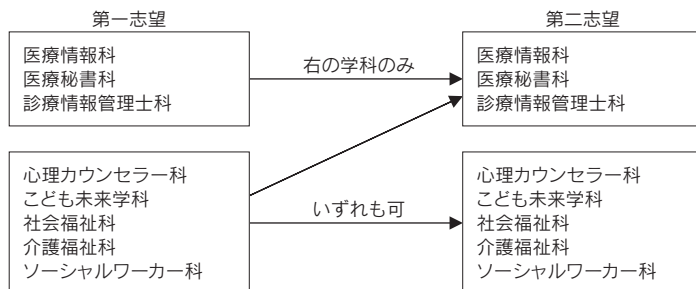 第一志望
第二志望
医療情報科
医療秘書科
診療情報管理士科
右の学科のみ
医療情報科
医療秘書科
診療情報管理士科
心理カウンセラー科
こども未来学科
社会福祉科
介護福祉科
ソーシャルワーカー科
いずれも可
心理カウンセラー科
こども未来学科
社会福祉科
介護福祉科
ソーシャルワーカー科